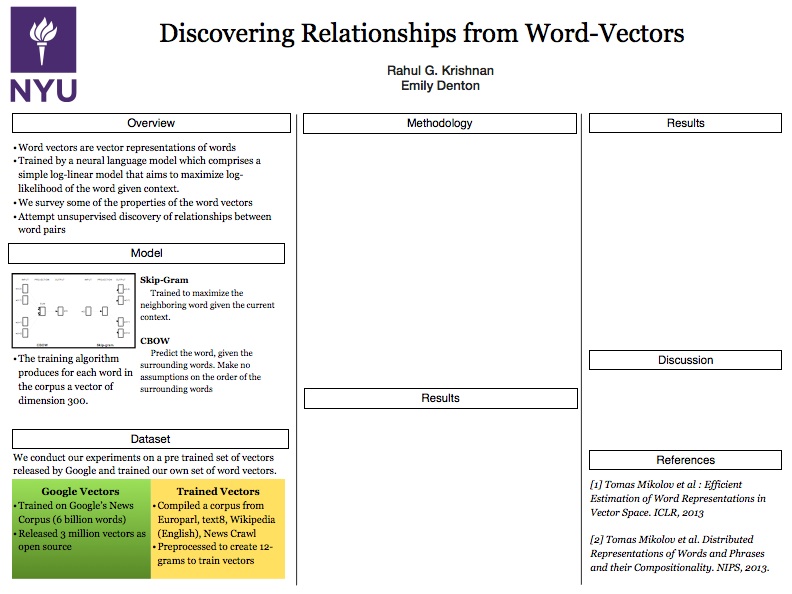 NYU
Discovering Relationships from Word-Vectors
Rahul G. Krishnan
Emily Denton
Overview
• Word vectors are vector representations of words
• Trained by a neural language model which comprises a
simple log-linear model that aims to maximize log-
likelihood of the word given context.
• We survey some of the properties of the word vectors
• Attempt unsupervised discovery of relationships between
word pairs
Model
CBOW
Skip-gram
• The training algorithm
produces for each word in
the corpus a vector of
dimension 300.
Skip-Gram
Trained to maximize the
neighboring word given the current
context.
CBOW
Predict the word, given the
surrounding words. Make no
assumptions on the order of the
surrounding words
Dataset
We conduct our experiments on a pre trained set of vectors
released by Google and trained our own set of word vectors.
Google Vectors
• Trained on Google's News
Corpus (6 billion words)
• Released 3 million vectors as
open source
Trained Vectors
• Compiled a corpus from
Europarl, text8, Wikipedia
(English), News Crawl
• Preprocessed to create 12-
grams to train vectors
Methodology
Results
Results
Discussion
References
[1] Tomas Mikolov et al : Efficient
Estimation of Word Representations in
Vector Space. ICLR, 2013
[2] Tomas Mikolov et al. Distributed
Representations of Words and Phrases
and their Compositionality. NIPS, 2013.